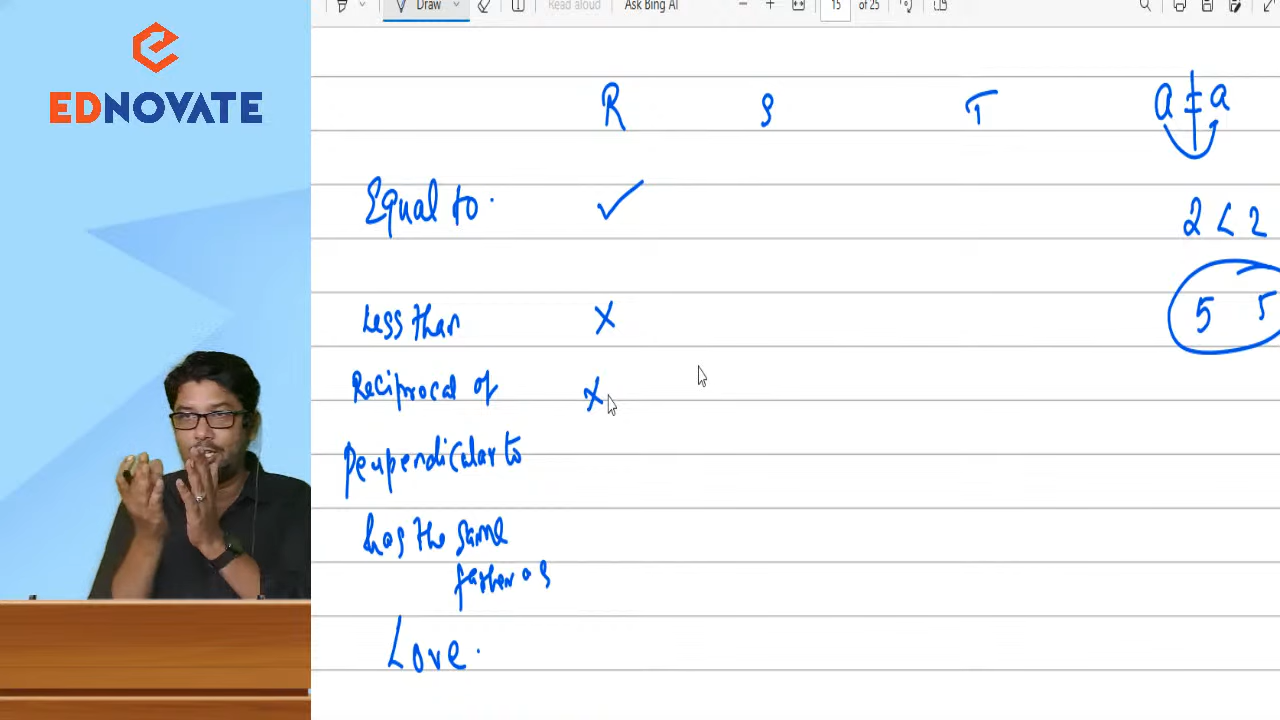 Draw
Read aloud
Ask Bing AI
15 of 25
EDNOVATE
R S T a = a
Equal to. ✓
2 < 2
Less than X
5 5
Reciprocal of X
Perpendicular to
has the same
father as
Love.